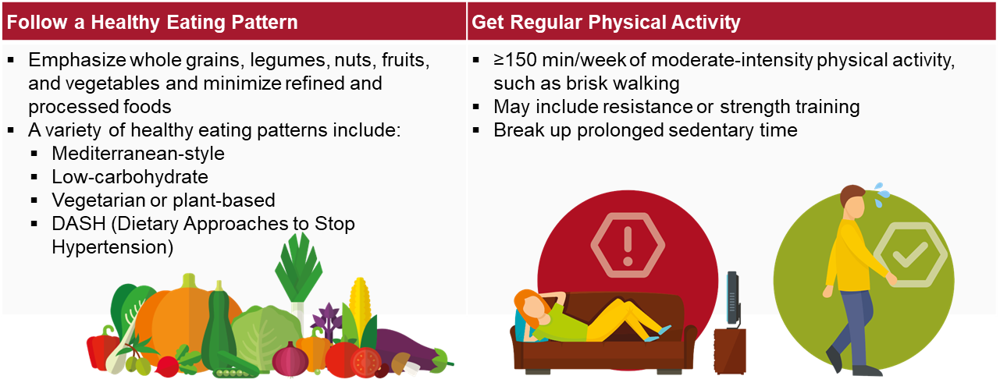 Follow a Healthy Eating Pattern
▪ Emphasize whole grains, legumes, nuts, fruits,
and vegetables and minimize refined and
processed foods
▪ A variety of healthy eating patterns include:
▪ Mediterranean-style
▪ Low-carbohydrate
▪ Vegetarian or plant-based
▪ DASH (Dietary Approaches to Stop
Hypertension)
Get Regular Physical Activity
▪ ≥150 min/week of moderate-intensity physical activity,
such as brisk walking
▪ May include resistance or strength training
▪ Break up prolonged sedentary time
!